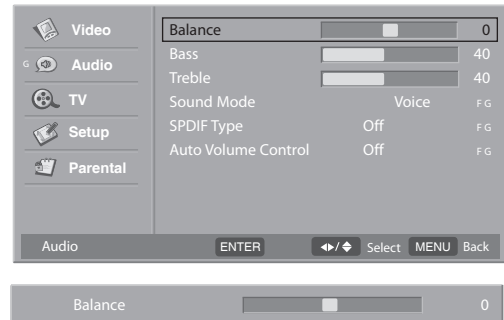 Video
G Audio
TV
Setup
Parental
Balance 0
Bass 40
Treble 40
Sound Mode Voice F G
SPDIF Type Off F G
Auto Volume Control Off F G
Audio ENTER / Select MENU Back
Balance 0